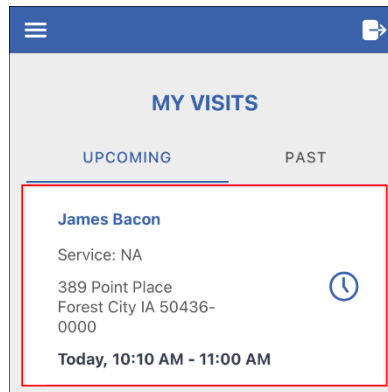 MY VISITS
UPCOMING
PAST
James Bacon
Service: NA
389 Point Place
Forest City IA 50436-
0000
Today, 10:10 AM - 11:00 AM